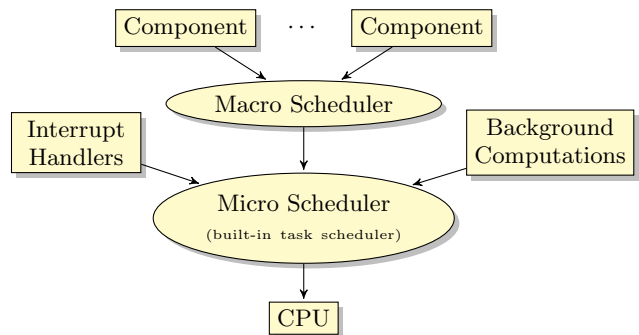 Component
...
Component
Macro Scheduler
Interrupt
Handlers
Background
Computations
Micro Scheduler
(built-in task scheduler)
CPU